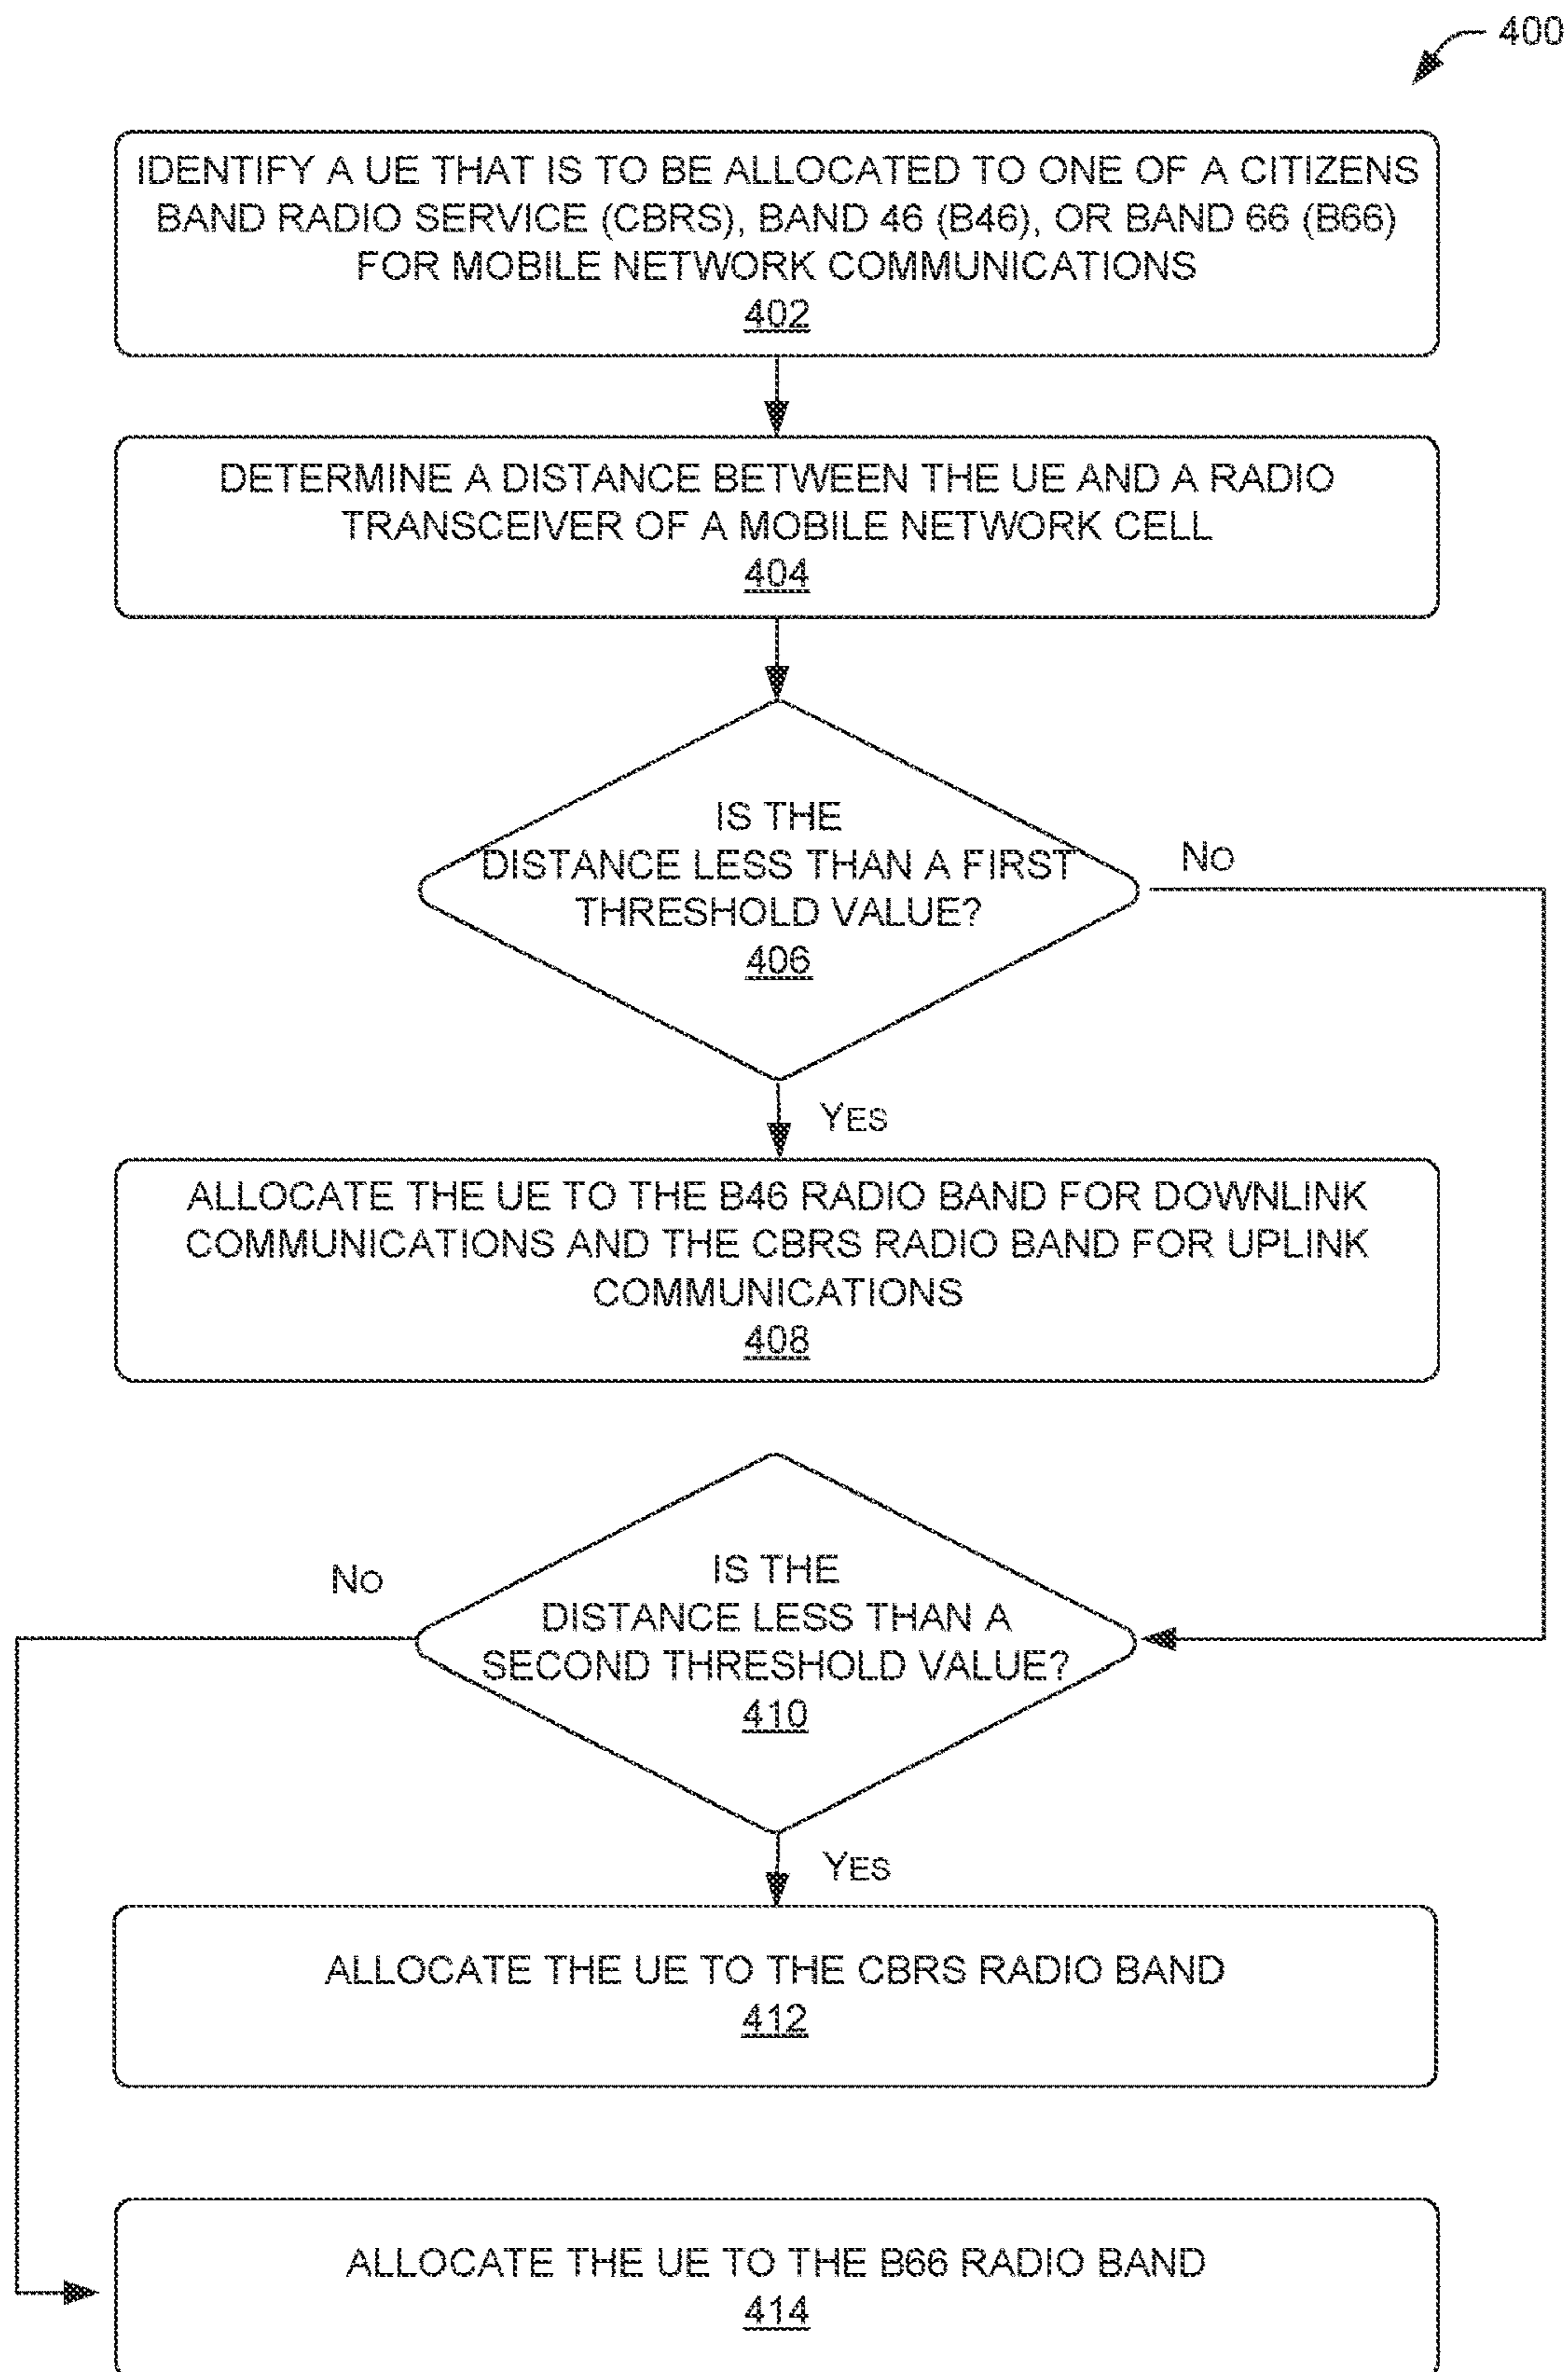 400
IDENTIFY A UE THAT IS TO BE ALLOCATED TO ONE OF A CITIZENS
BAND RADIO SERVICE (CBRS), BAND 46 (B46), OR BAND 66 (B66)
FOR MOBILE NETWORK COMMUNICATIONS
402
DETERMINE A DISTANCE BETWEEN THE UE AND A RADIO
TRANSCEIVER OF A MOBILE NETWORK CELL
404
IS THE
DISTANCE LESS THAN A FIRST
THRESHOLD VALUE?
406
NO
YES
ALLOCATE THE UE TO THE B46 RADIO BAND FOR DOWNLINK
COMMUNICATIONS AND THE CBRS RADIO BAND FOR UPLINK
COMMUNICATIONS
408
IS THE
DISTANCE LESS THAN A
SECOND THRESHOLD VALUE?
410
NO
YES
ALLOCATE THE UE TO THE CBRS RADIO BAND
412
ALLOCATE THE UE TO THE B66 RADIO BAND
414